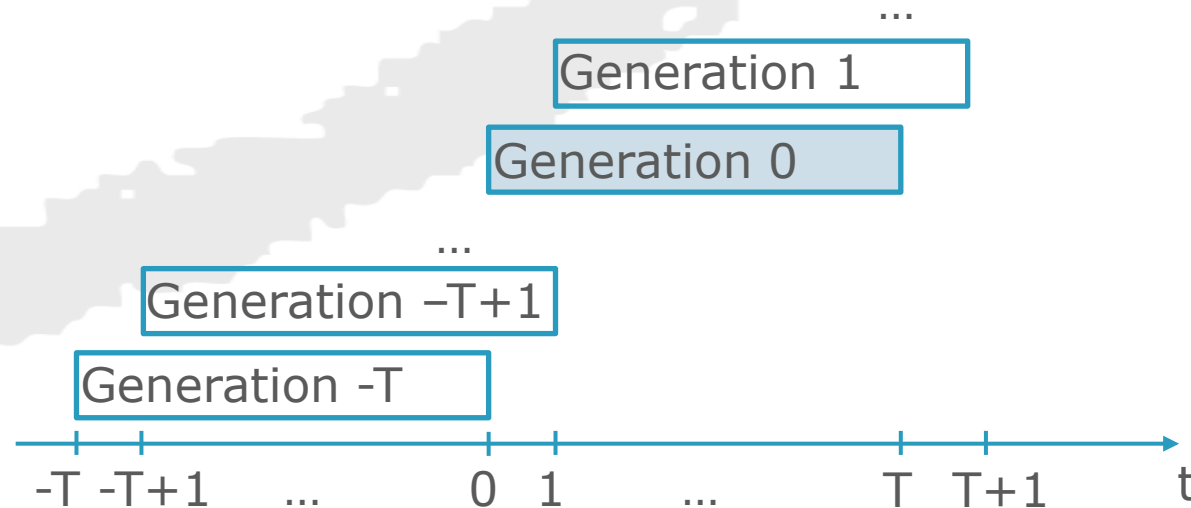 …
Generation 1
Generation 0
…
Generation –T+1
Generation -T
-T -T+1 … 0 1 … T T+1 t